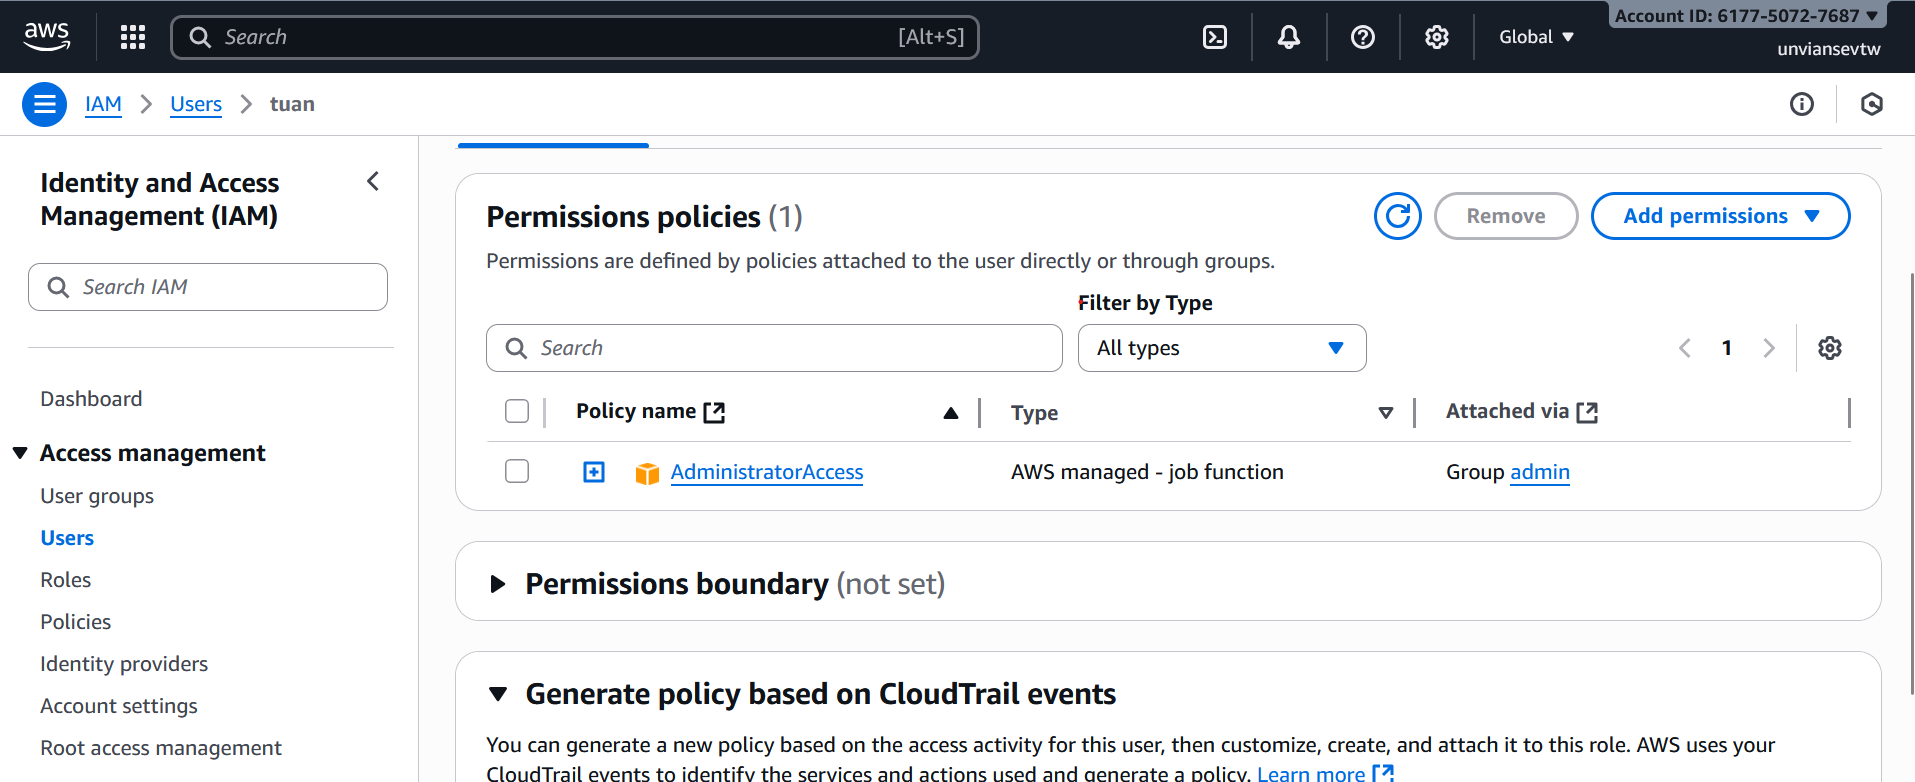 aws
Search
[Alt+S]
Global
Account ID: 6177-5072-7687
unviansevtw
IAM
Users
tuan
Identity and Access
Management (IAM)
Search IAM
Dashboard
Access management
User groups
Users
Roles
Policies
Identity providers
Account settings
Root access management
Permissions policies (1)
Remove
Add permissions
Permissions are defined by policies attached to the user directly or through groups.
Filter by Type
Search
All types
1
Policy name
Type
Attached via
AdministratorAccess
AWS managed - job function
Group admin
Permissions boundary (not set)
Generate policy based on CloudTrail events
You can generate a new policy based on the access activity for this user, then customize, create, and attach it to this role. AWS uses your
CloudTrail events to identify the services and actions used and generate a policy. Learn more